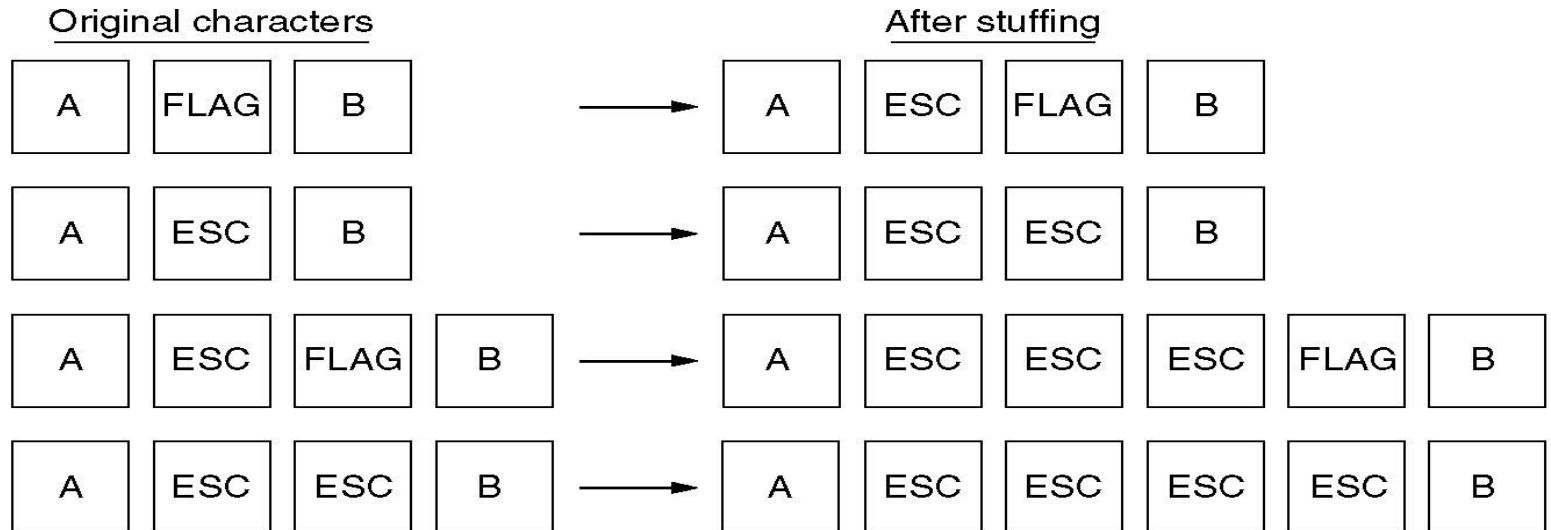 Original characters After stuffing
A FLAG B A ESC FLAG B
A ESC B A ESC ESC B
A ESC FLAG B A ESC ESC ESC FLAG B
A ESC ESC B A ESC ESC ESC ESC B